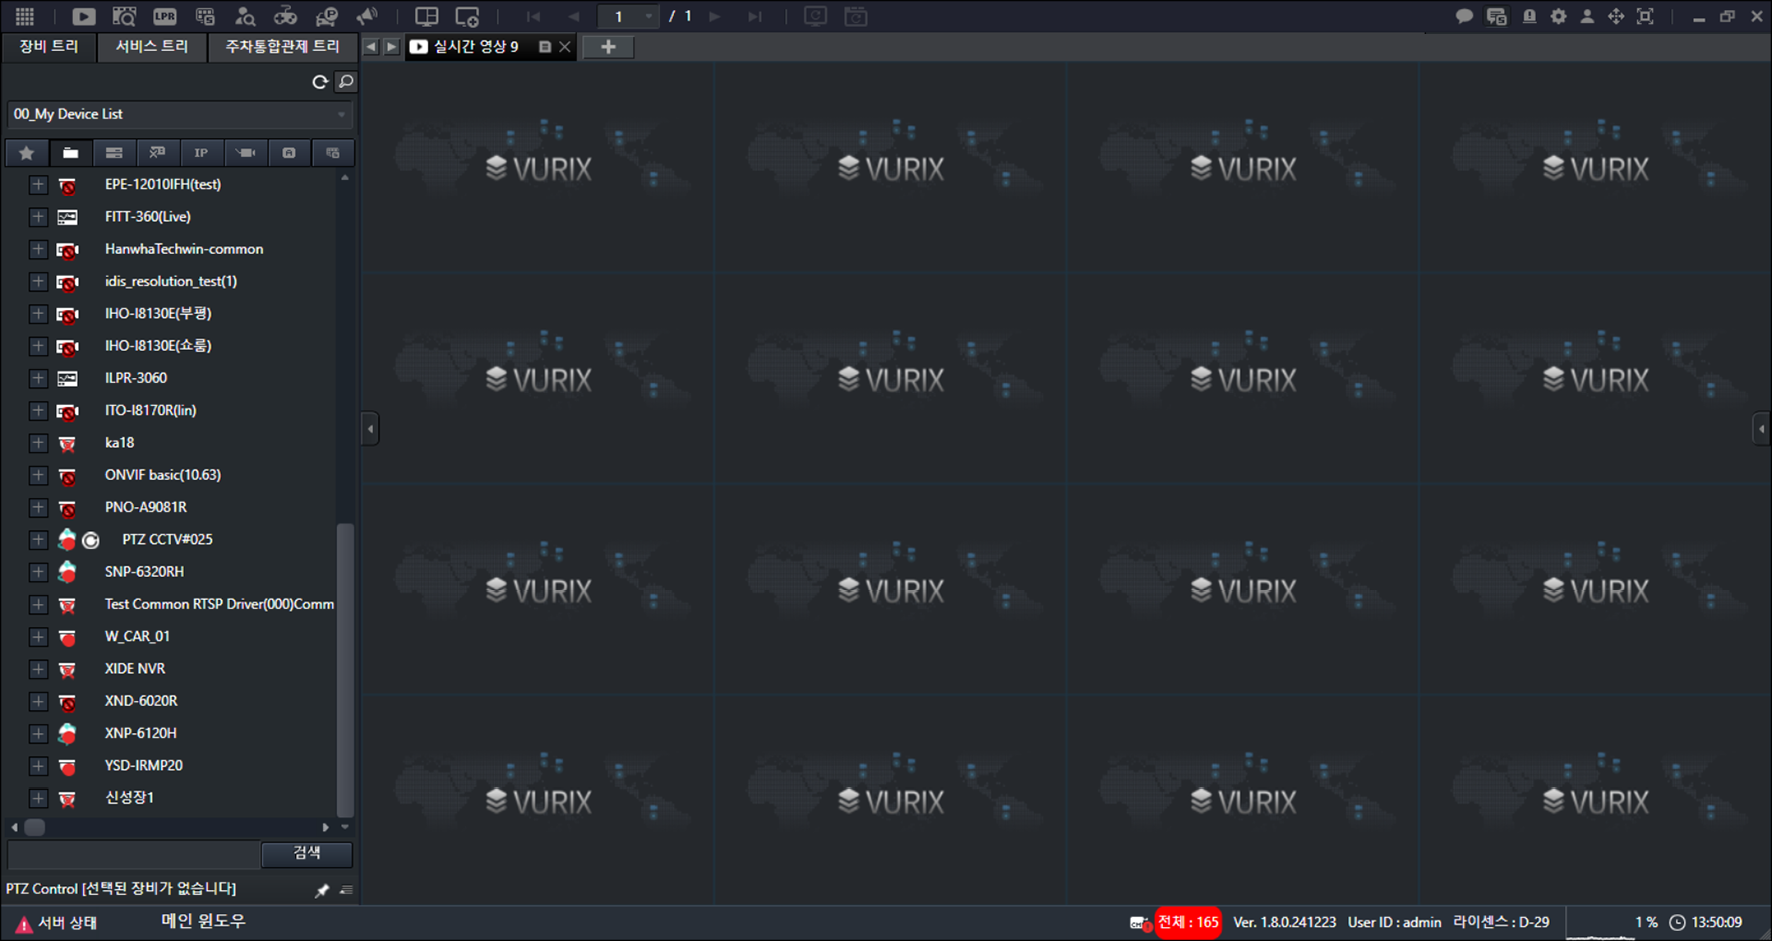 LPR
1 / 1
장비 트리 서비스 트리 주차통합관제 트리
실시간 영상 9
00_My Device List
IP A
EPE-12010IFH(test)
FITT-360(Live)
HanwhaTechwin-common
idis_resolution_test(1)
IHO-I8130E(부평)
IHO-I8130E(쇼룸)
ILPR-3060
ITO-I8170R(lin)
ka18
ONVIF basic(10.63)
PNO-A9081R
PTZ CCTV#025
SNP-6320RH
Test Common RTSP Driver(000)Comm
W_CAR_01
XIDE NVR
XND-6020R
XNP-6120H
YSD-IRMP20
신성장1
검색
PTZ Control [선택된 장비가 없습니다]
VURIX VURIX VURIX VURIX
VURIX VURIX VURIX VURIX
VURIX VURIX VURIX VURIX
VURIX VURIX VURIX VURIX
서버 상태 메인 윈도우 전체 : 165 Ver. 1.8.0.241223 User ID : admin 라이센스 : D-29 1 % 13:50:09